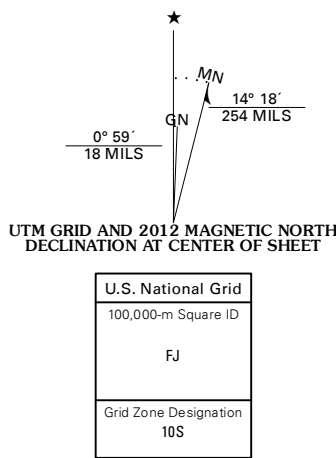 ★
MN
GN
0° 59´
18 MILS
14° 18´
254 MILS
UTM GRID AND 2012 MAGNETIC NORTH
DECLINATION AT CENTER OF SHEET
U.S. National Grid
100,000-m Square ID
FJ
Grid Zone Designation
10S